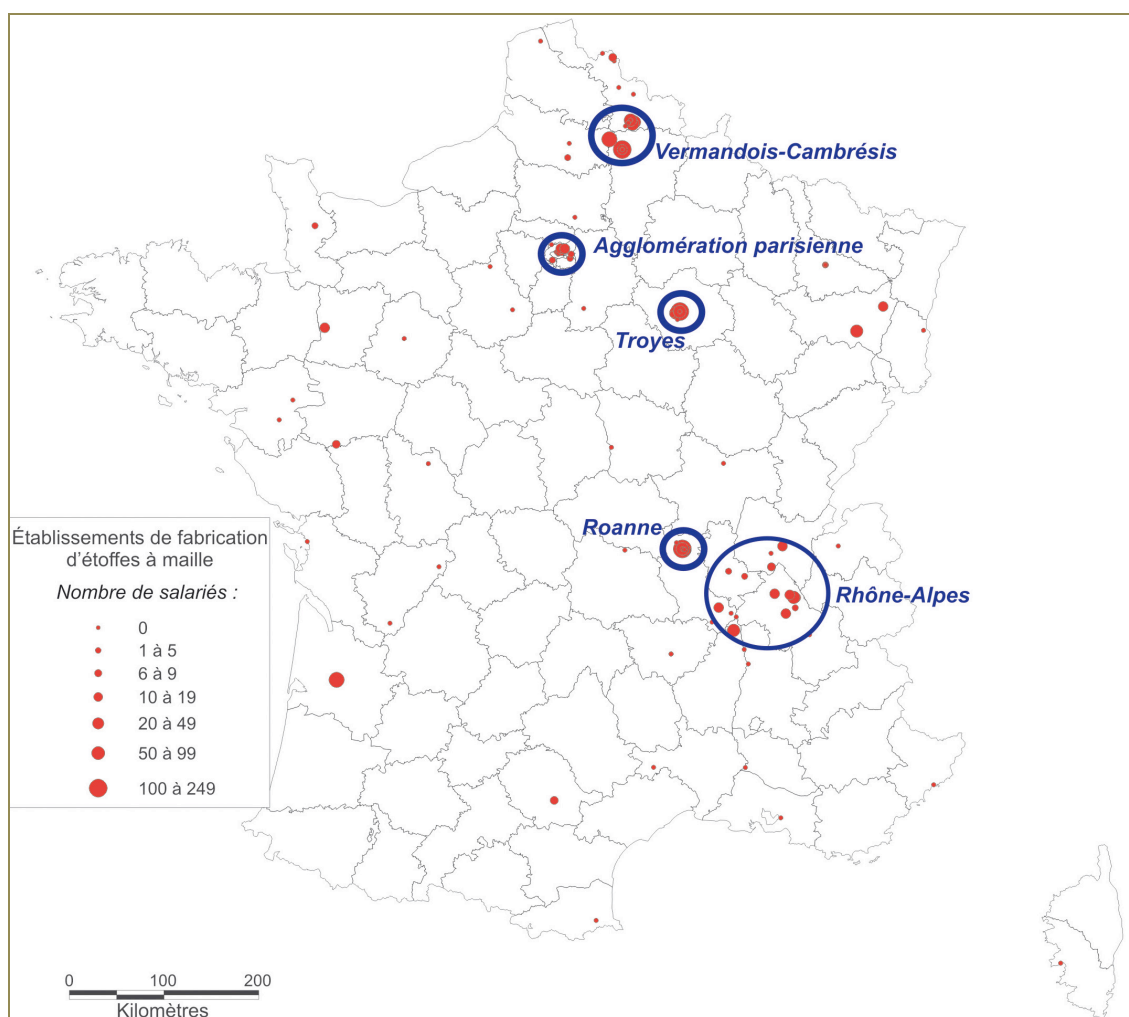 Vermandois-Cambrésis
Agglomération parisienne
Troyes
Roanne
Rhône-Alpes
Établissements de fabrication
d'étoffes à maille
Nombre de salariés :
0
1 à 5
6 à 9
10 à 19
20 à 49
50 à 99
100 à 249
0 100 200
Kilomètres